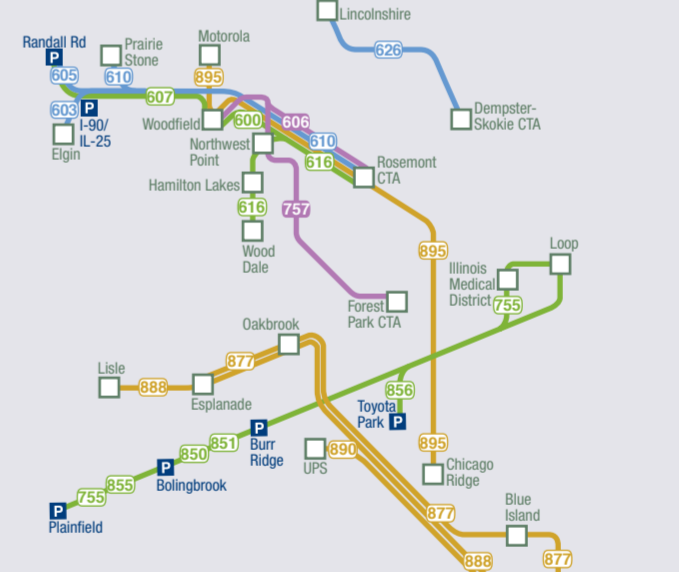 Lincolnshire
626
Dempster-
Skokie CTA
Randall Rd
P
Prairie
Stone
Motorola
605
610
895
607
603
P
I-90/
IL-25
Elgin
Woodfield
600
606
610
616
Northwest
Point
Rosemont
CTA
Hamilton Lakes
616
757
Wood
Dale
895
Loop
Illinois
Medical
District
755
Forest
Park CTA
Oakbrook
877
Lisle
888
Esplanade
856
Toyota
Park
P
P
Burr
Ridge
851
850
P
Bolingbrook
855
755
P
Plainfield
UPS
890
895
Chicago
Ridge
877
Blue
Island
888
877